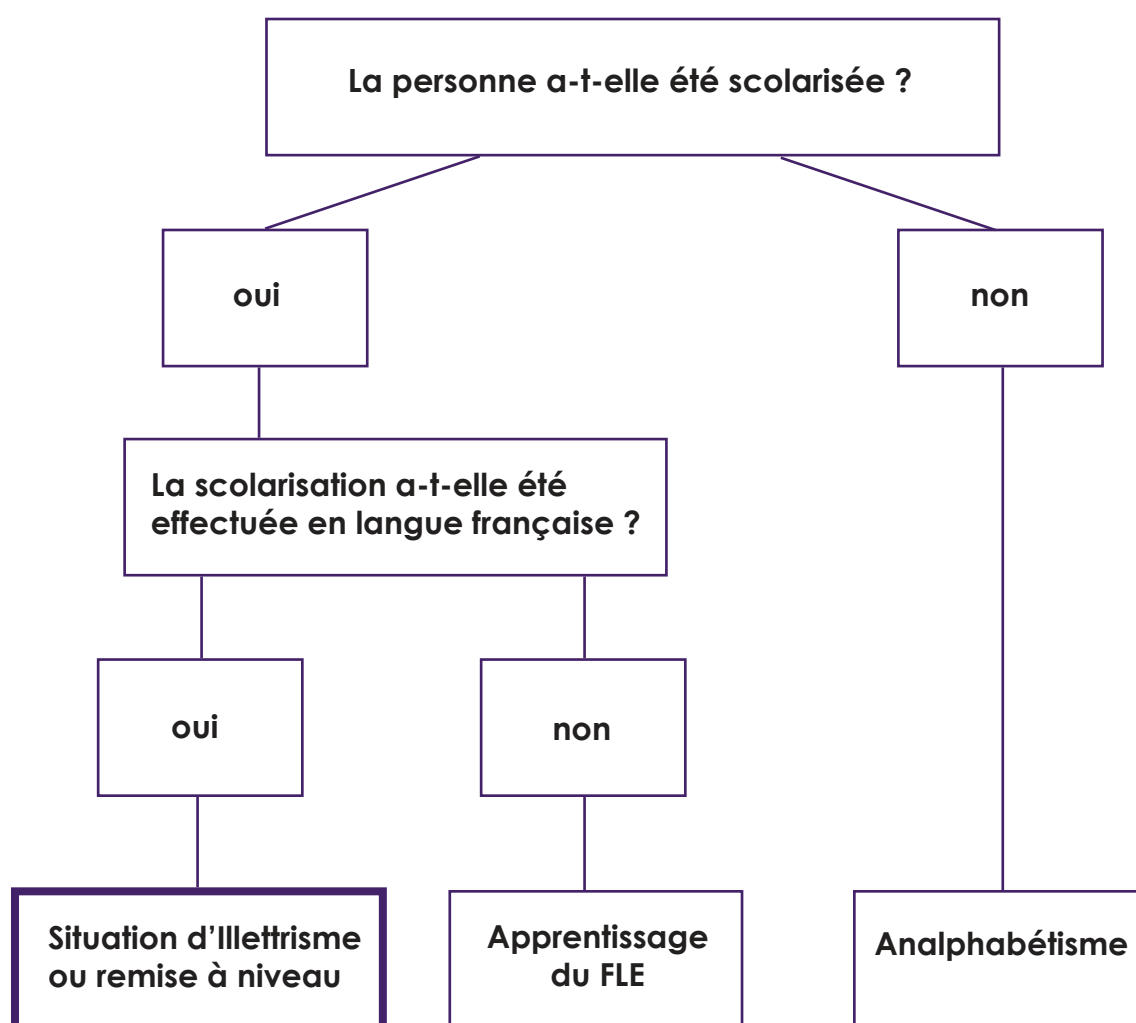 La personne a-t-elle été scolarisée ?
oui
non
La scolarisation a-t-elle été
effectuée en langue française ?
oui
non
Situation d’Illettrisme
ou remise à niveau
Apprentissage
du FLE
Analphabétisme